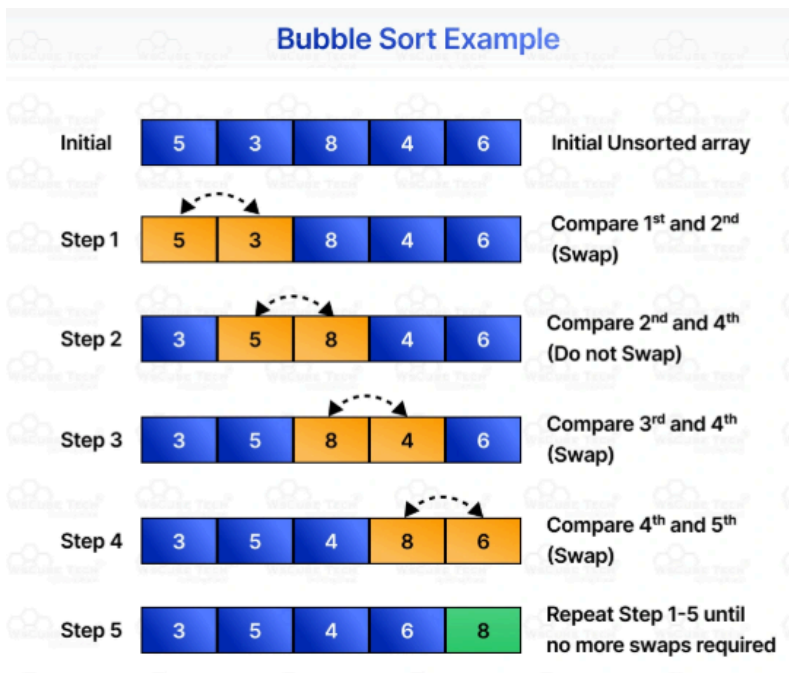 Bubble Sort Example
Initial 5 3 8 4 6 Initial Unsorted array
Step 1 5 3 8 4 6 Compare 1st and 2nd
(Swap)
Step 2 3 5 8 4 6 Compare 2nd and 4th
(Do not Swap)
Step 3 3 5 8 4 6 Compare 3rd and 4th
(Swap)
Step 4 3 5 4 8 6 Compare 4th and 5th
(Swap)
Step 5 3 5 4 6 8 Repeat Step 1-5 until
no more swaps required